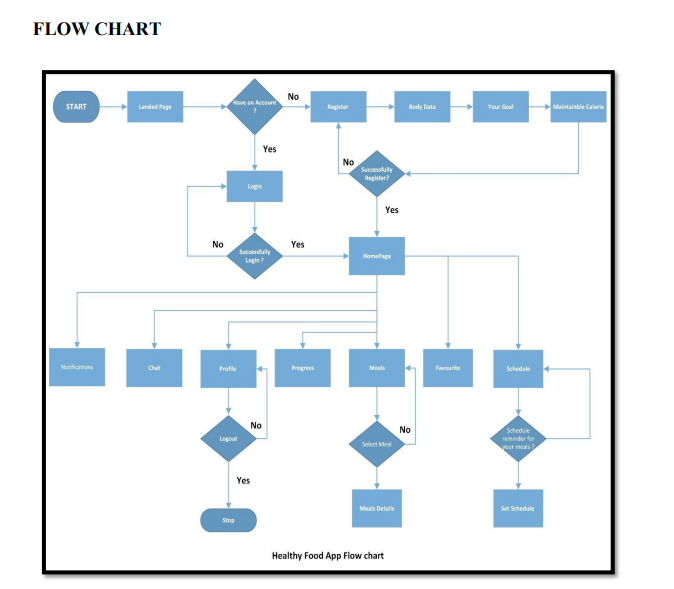 FLOW CHART
START
Landed Page
Have an Account
?
No
Register
Body Data
Your Goal
Maintainble Calorie
Yes
No
Successfully
Register?
Login
Yes
No
Successfully
Login ?
Yes
HomePage
Notifications
Chat
Profile
Progress
Meals
Favourite
Schedule
No
No
Logout
Select Meal
Schedule
reminder for
your meals ?
Yes
Stop
Meals Details
Set Schedule
Healthy Food App Flow chart